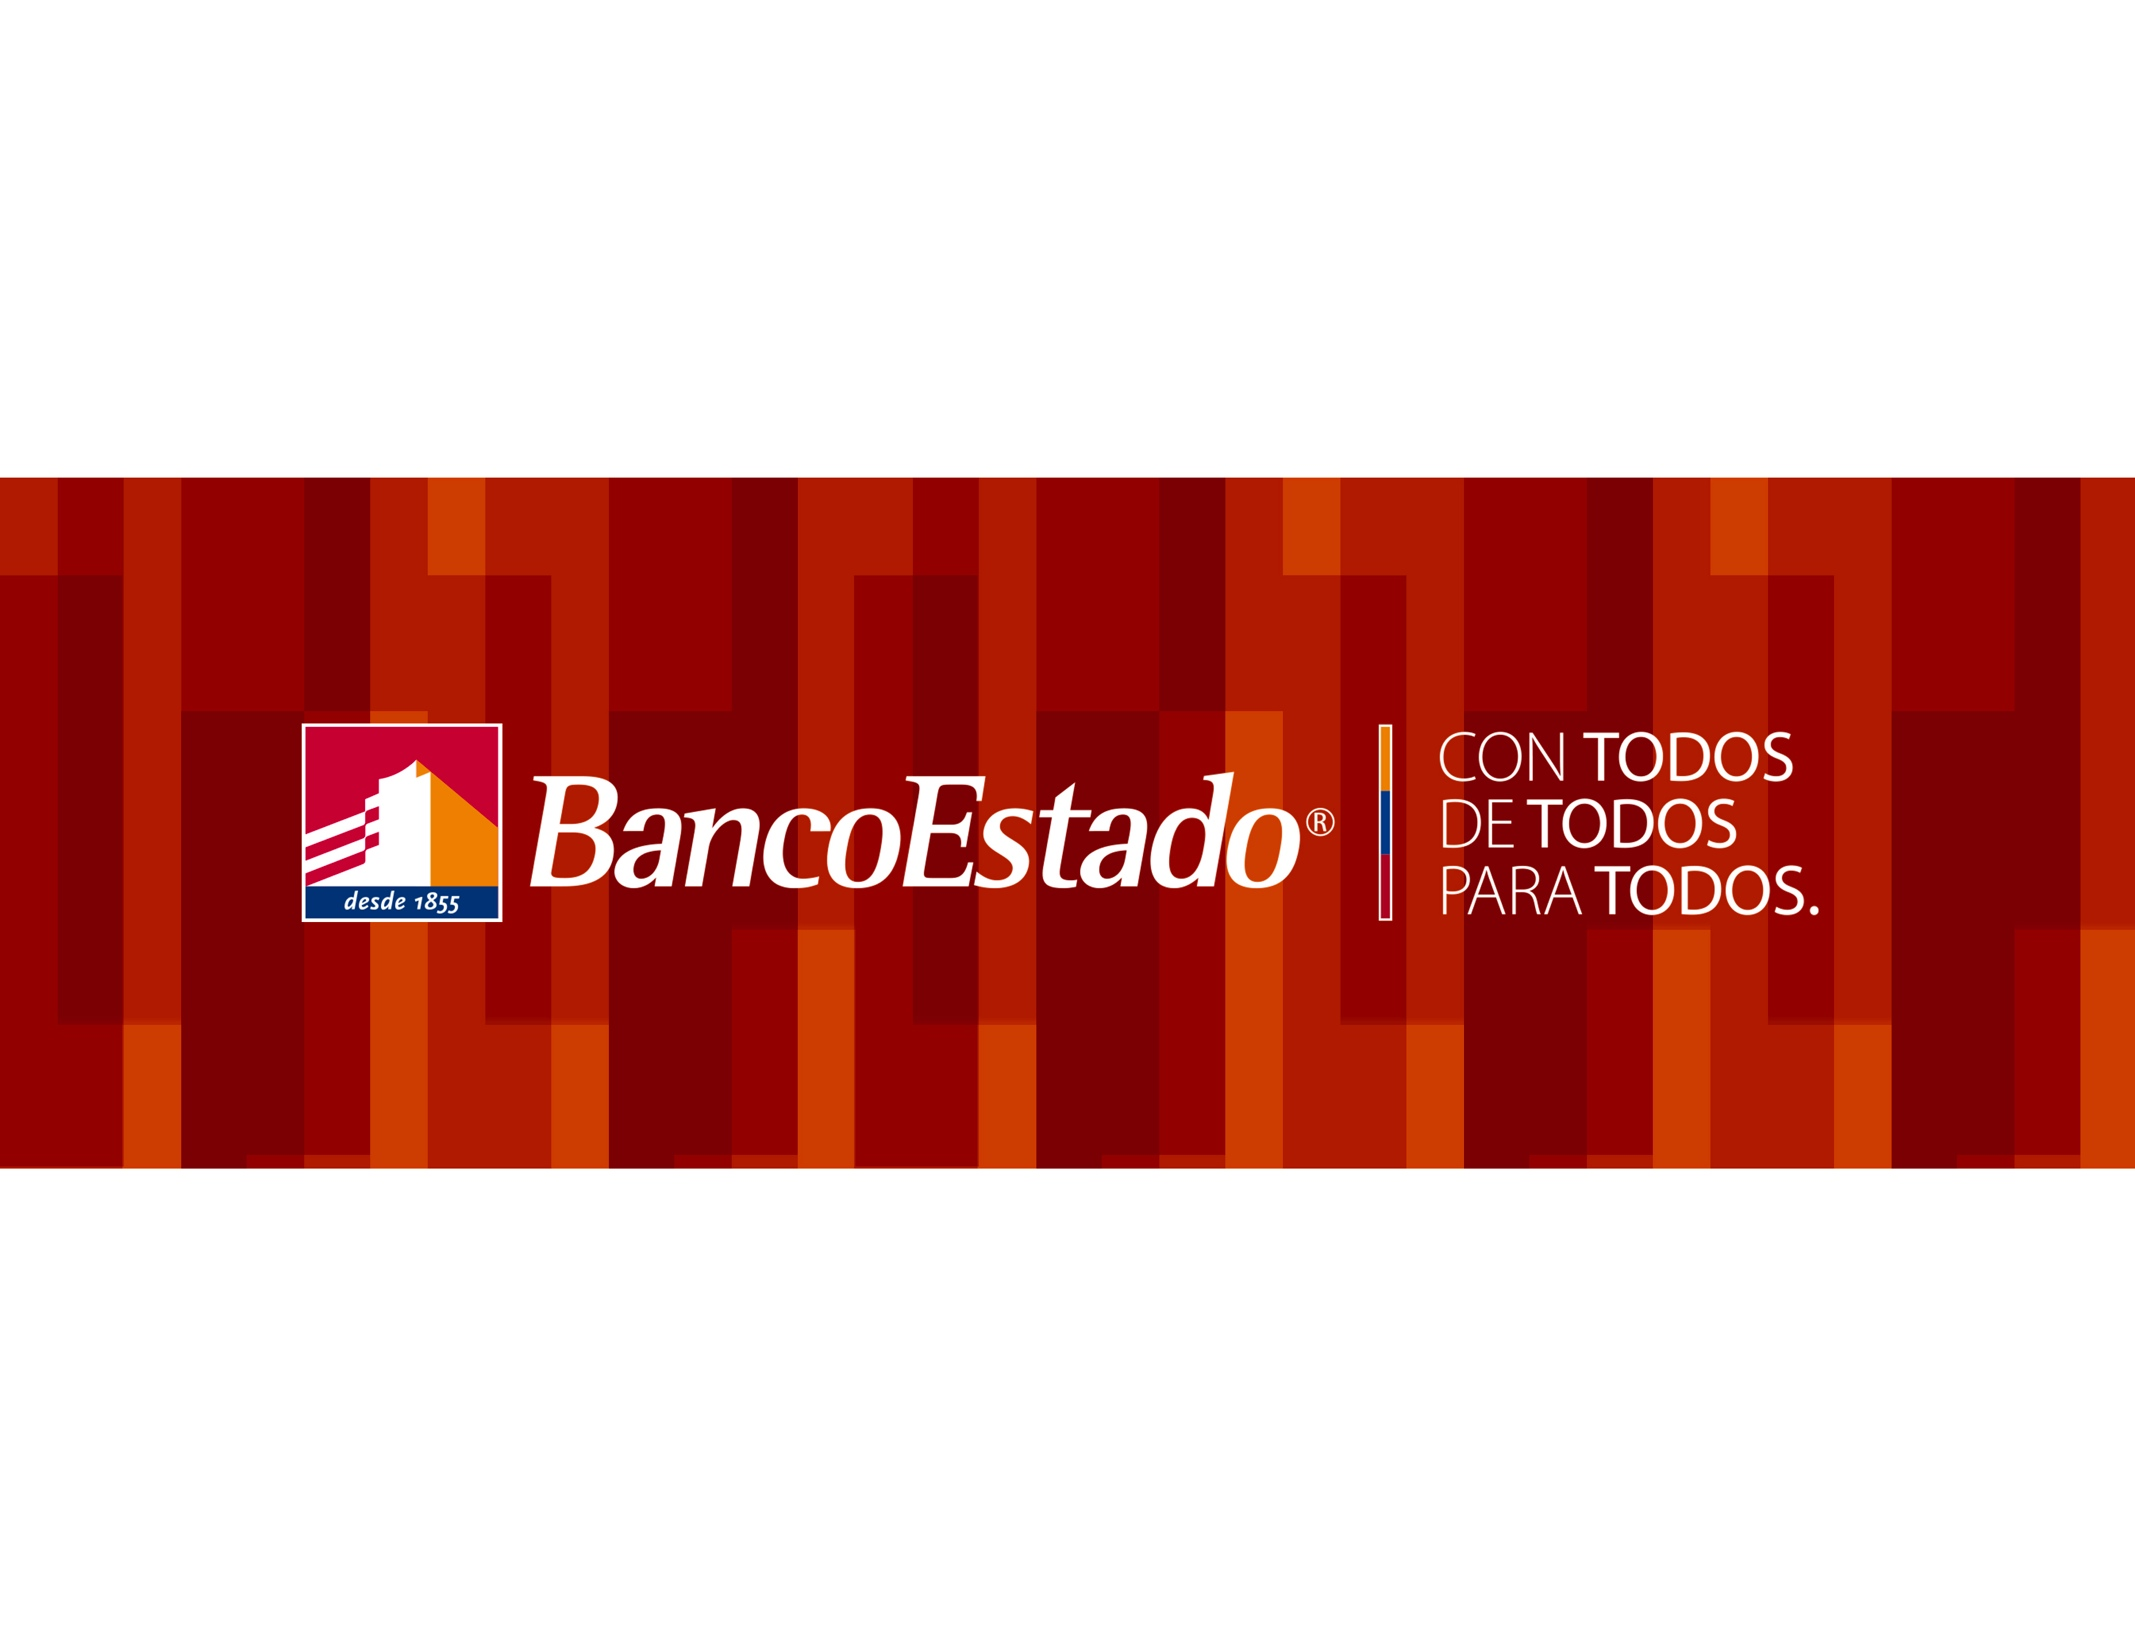 desde 1855
BancoEstado®
CON TODOS
DE TODOS
PARA TODOS.